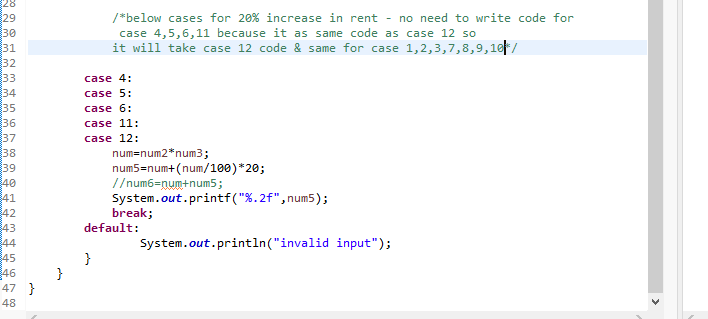 28
29 /*below cases for 20% increase in rent - no need to write code for
30 case 4,5,6,11 because it as same code as case 12 so
31 it will take case 12 code & same for case 1,2,3,7,8,9,10*/
32
33 case 4:
34 case 5:
35 case 6:
36 case 11:
37 case 12:
38 num=num2*num3;
39 num5=num+(num/100)*20;
40 //num6=num+num5;
41 System.out.printf("%.2f",num5);
42 break;
43 default:
44 System.out.println("invalid input");
45 }
46 }
47 }
48